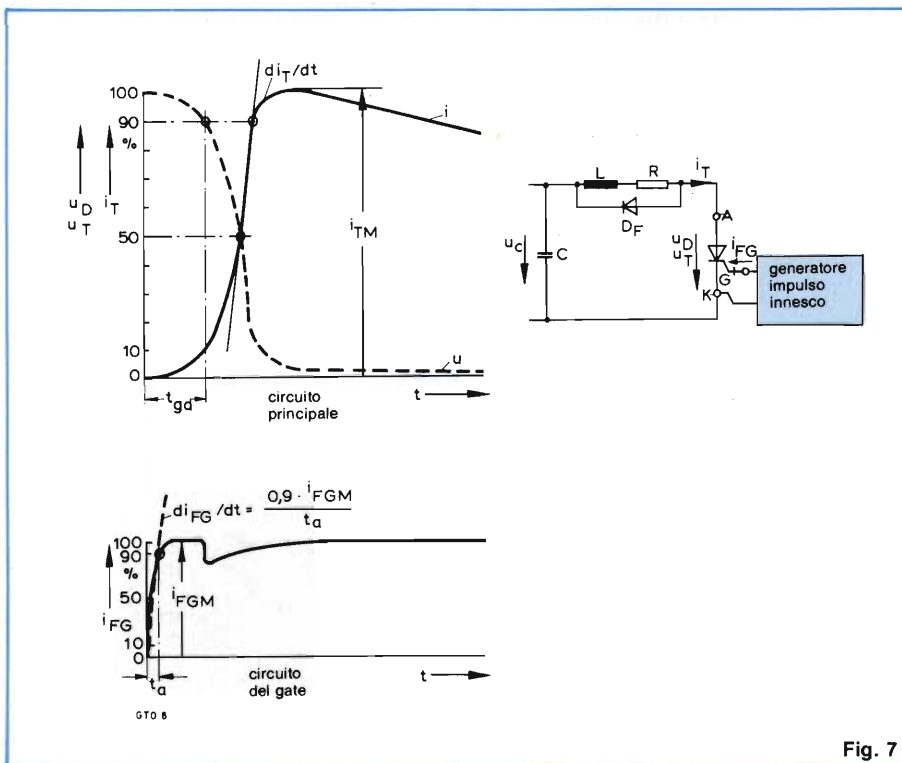 di_T/dt
100
90
%
50
10
0
u_D
u_T
i_T
i
i_TM
u
t_gd
circuito
principale
t
L
R
i_T
D_F
A
u_c
C
u_D
u_T
i_FG
G
K
generatore
impulso
innesco
di_FG/dt = 0,9 · i_FGM / t_a
100
90
%
50
10
0
i_FG
i_FGM
t_a
circuito
del gate
t
GTO 6
Fig. 7